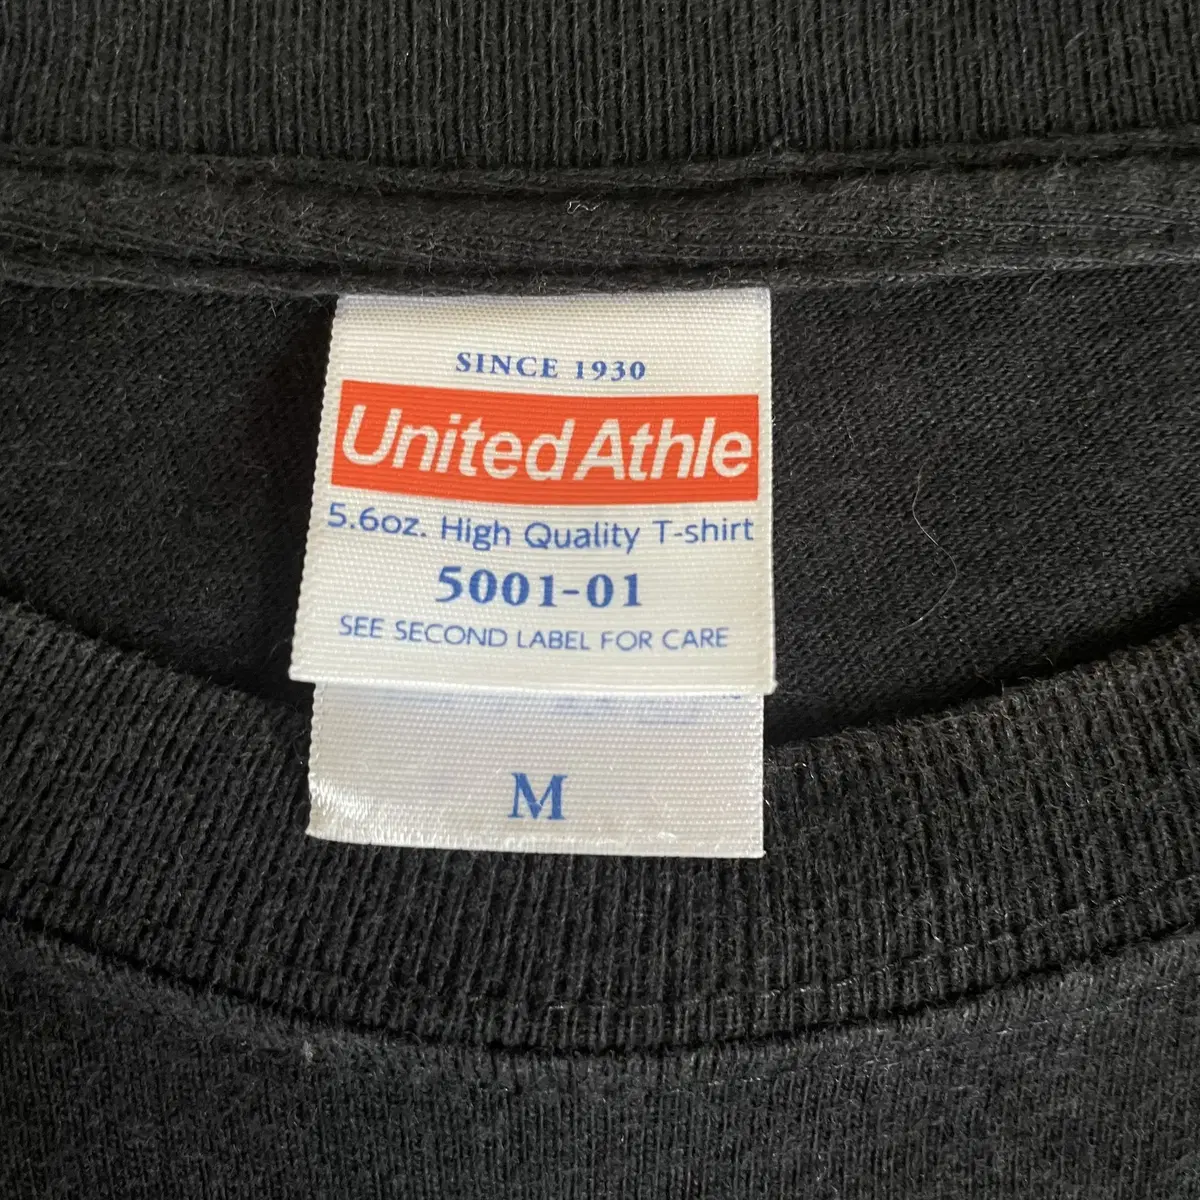 SINCE 1930
United Athle
5.6oz. High Quality T-shirt
5001-01
SEE SECOND LABEL FOR CARE
M